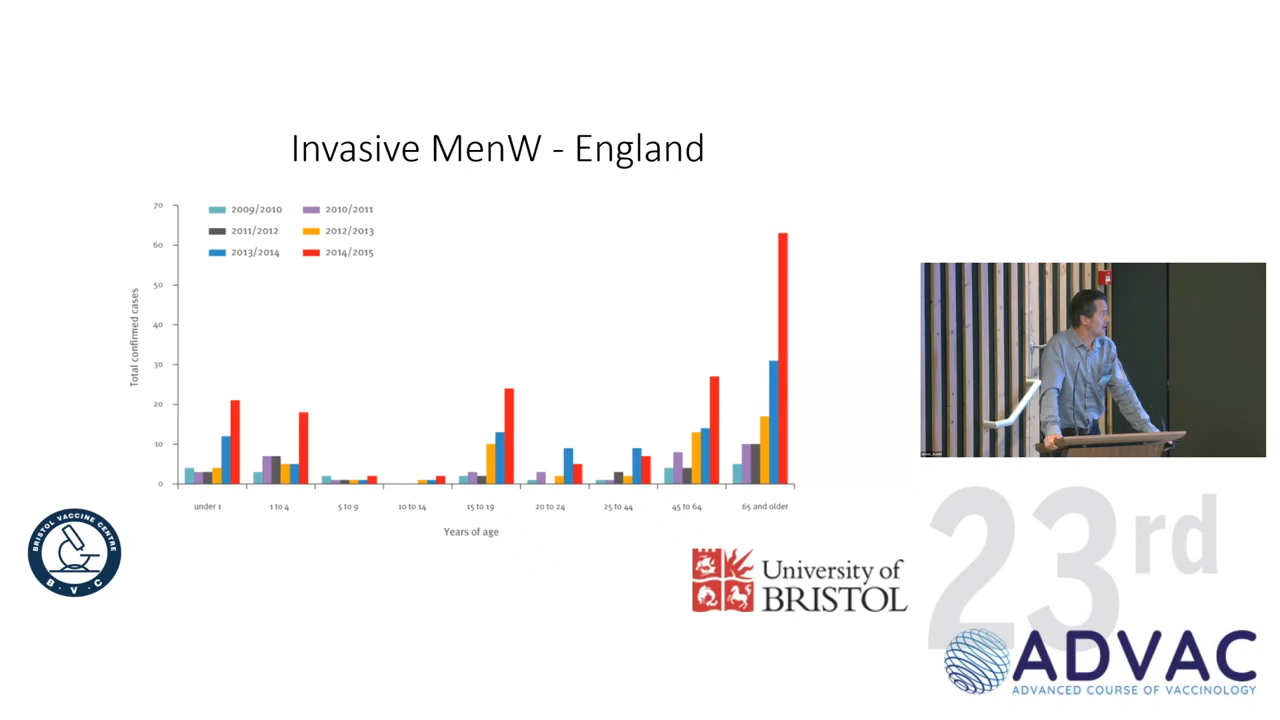 Invasive MenW - England
70
60
50
40
30
20
10
0
2009/2010
2010/2011
2011/2012
2012/2013
2013/2014
2014/2015
Total confirmed cases
under 1
1 to 4
5 to 9
10 to 14
15 to 19
20 to 24
25 to 44
45 to 64
65 and older
Years of age
BRISTOL VACCINE CENTRE
B · V · C
University of
BRISTOL
23rd
ADVAC
ADVANCED COURSE OF VACCINOLOGY